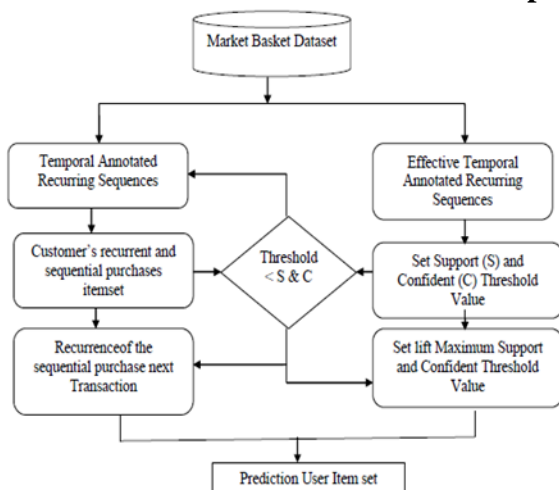 Market Basket Dataset
Temporal Annotated
Recurring Sequences
Effective Temporal
Annotated Recurring
Sequences
Customer's recurrent and
sequential purchases
itemset
Threshold
< S & C
Set Support (S) and
Confident (C) Threshold
Value
Recurrenceof the
sequential purchase next
Transaction
Set lift Maximum Support
and Confident Threshold
Value
Prediction User Item set